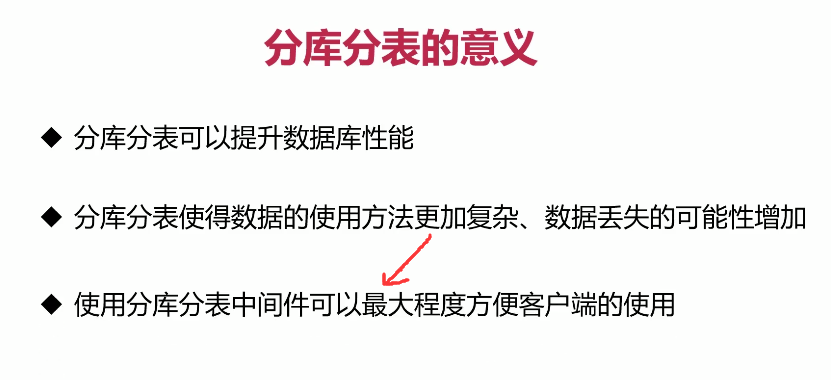 分库分表的意义
◆ 分库分表可以提升数据库性能
◆ 分库分表使得数据的使用方法更加复杂、数据丢失的可能性增加
◆ 使用分库分表中间件可以最大程度方便客户端的使用